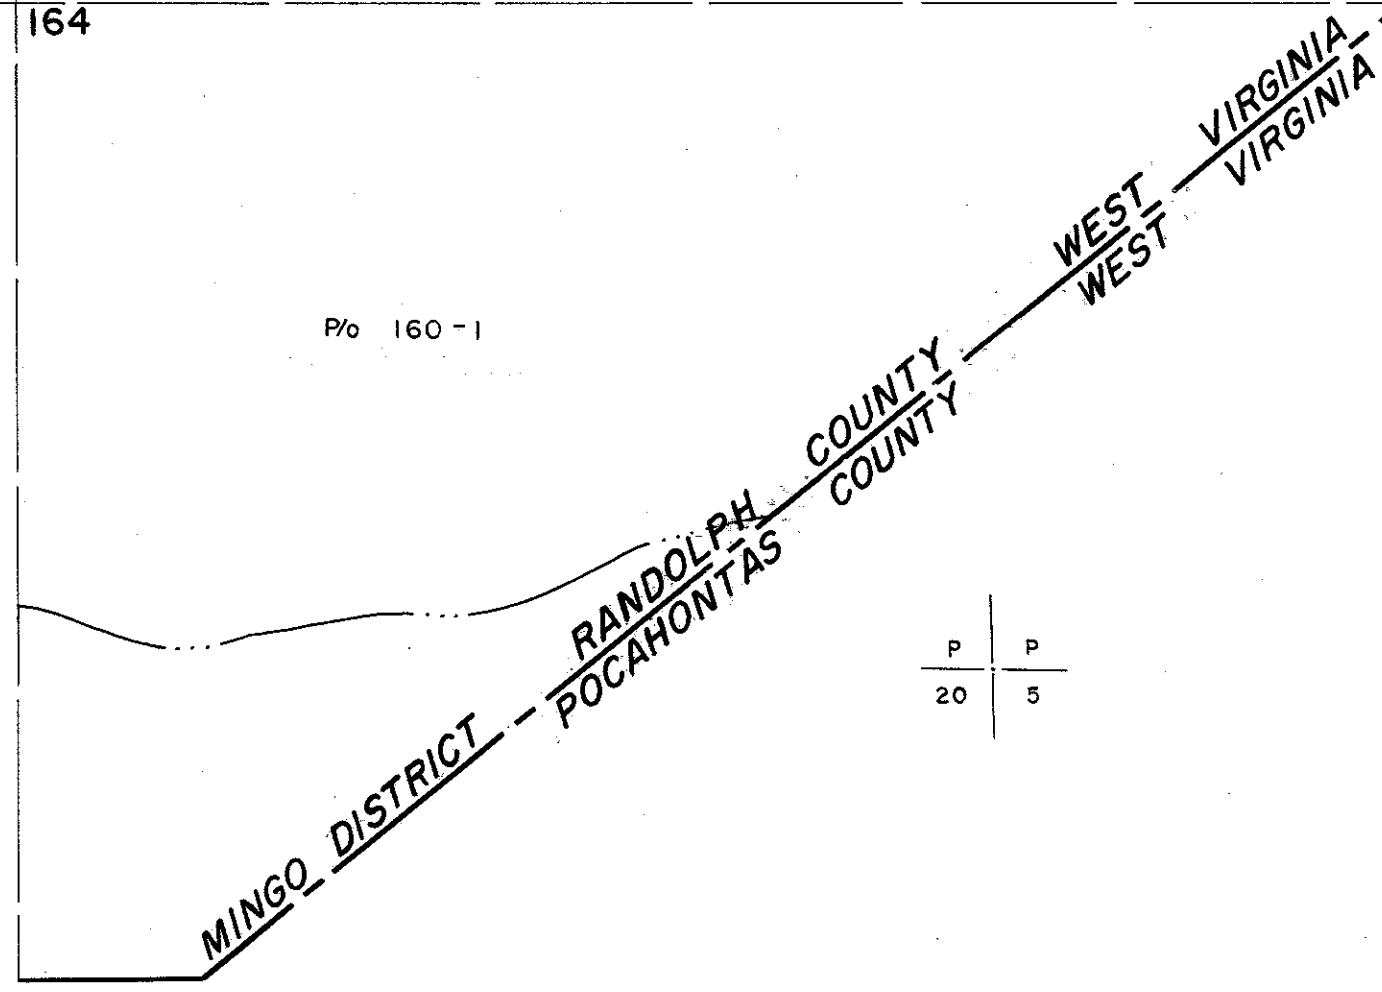 164
P/o 160-1
MINGO DISTRICT RANDOLPH COUNTY WEST VIRGINIA
POCAHONTAS COUNTY WEST VIRGINIA
P P
20 5